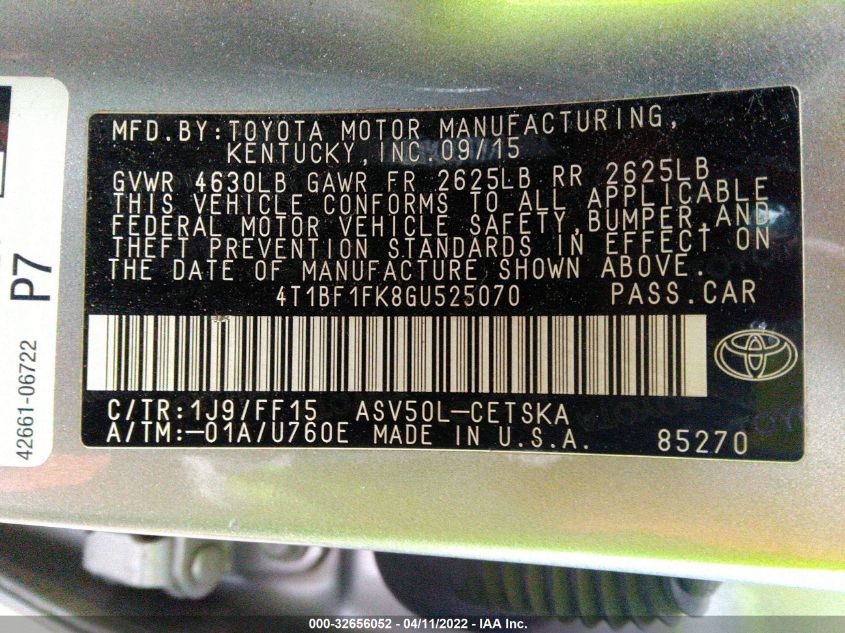 MFD.BY:TOYOTA MOTOR MANUFACTURING,
KENTUCKY,INC.09/15
GVWR 4630LB GAWR FR 2625LB RR 2625LB
THIS VEHICLE CONFORMS TO ALL APPLICABLE
FEDERAL MOTOR VEHICLE SAFETY,BUMPER,AND
THEFT PREVENTION STANDARDS IN EFFECT ON
THE DATE OF MANUFACTURE SHOWN ABOVE.
4T1BF1FK8GU525070 PASS.CAR
C/TR:1J9/FF15 ASV50L-CETSKA
A/TM:-01A/U760E MADE IN U.S.A. 85270
P7
42661-06722
000-32656052 - 04/11/2022 - IAA Inc.